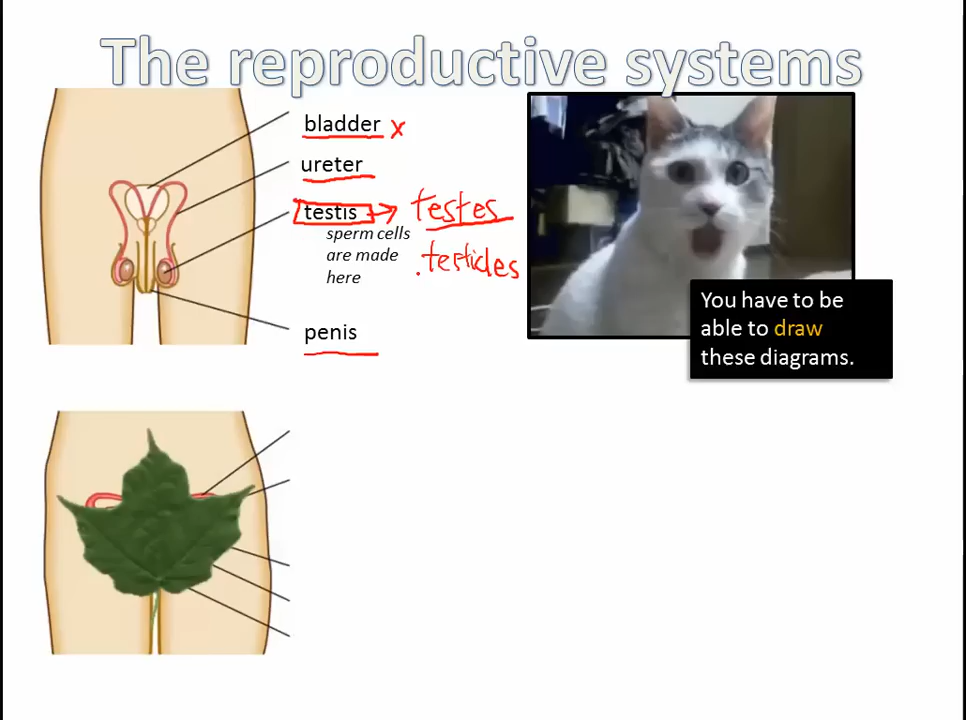 The reproductive systems
bladder x
ureter
testis → testes
sperm cells
are made
here
.testicles
penis
You have to be
able to draw
these diagrams.